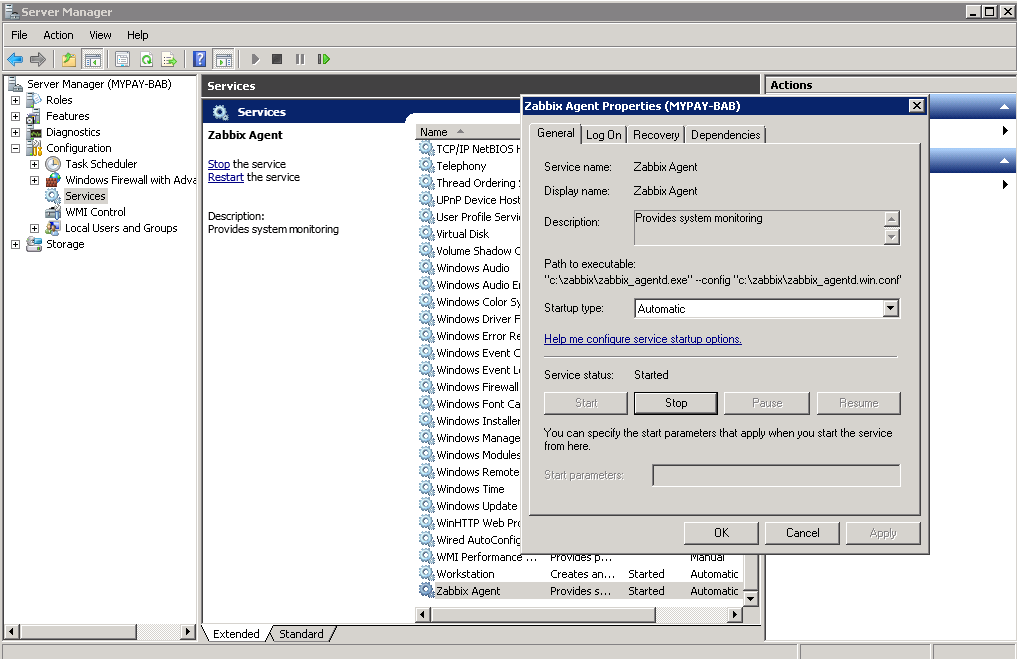 Server Manager
File Action View Help
Server Manager (MYPAY-BAB)
Roles
Features
Diagnostics
Configuration
Task Scheduler
Windows Firewall with Adva
Services
WMI Control
Local Users and Groups
Storage
Services
Services
Zabbix Agent
Stop the service
Restart the service
Description:
Provides system monitoring
Name
TCP/IP NetBIOS H
Telephony
Thread Ordering S
UPnP Device Host
User Profile Servi
Virtual Disk
Volume Shadow C
Windows Audio
Windows Audio E
Windows Color Sy
Windows Driver F
Windows Error Re
Windows Event C
Windows Event L
Windows Firewall
Windows Font Ca
Windows Installer
Windows Manage
Windows Modules
Windows Remote
Windows Time
Windows Update
WinHTTP Web Pro
Wired AutoConfig
WMI Performance ... Provides p... Manual
Workstation Creates an... Started Automatic
Zabbix Agent Provides s... Started Automatic
Extended Standard
Actions
Zabbix Agent Properties (MYPAY-BAB)
General Log On Recovery Dependencies
Service name: Zabbix Agent
Display name: Zabbix Agent
Description: Provides system monitoring
Path to executable:
"c:\zabbix\zabbix_agentd.exe" --config "c:\zabbix\zabbix_agentd.win.conf"
Startup type: Automatic
Help me configure service startup options.
Service status: Started
Start Stop Pause Resume
You can specify the start parameters that apply when you start the service
from here.
Start parameters:
OK Cancel Apply